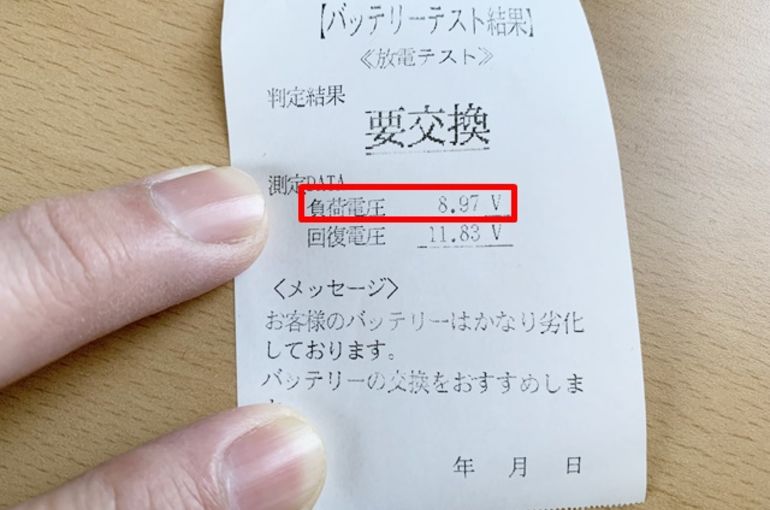 【バッテリーテスト結果】
《放電テスト》
判定結果
要交換
測定DATA
負荷電圧 8.97 V
回復電圧 11.83 V
〈メッセージ〉
お客様のバッテリーはかなり劣化
しております。
バッテリーの交換をおすすめしま
年 月 日